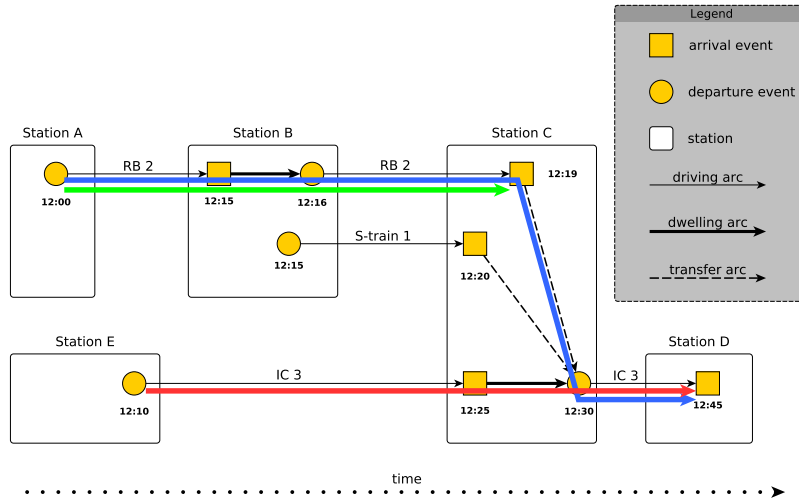 Legend
arrival event
departure event
station
driving arc
dwelling arc
transfer arc
Station A
Station B
Station C
RB 2
RB 2
12:19
12:00
12:15
12:16
S-train 1
12:15
12:20
Station E
Station D
IC 3
IC 3
12:10
12:25
12:30
12:45
time